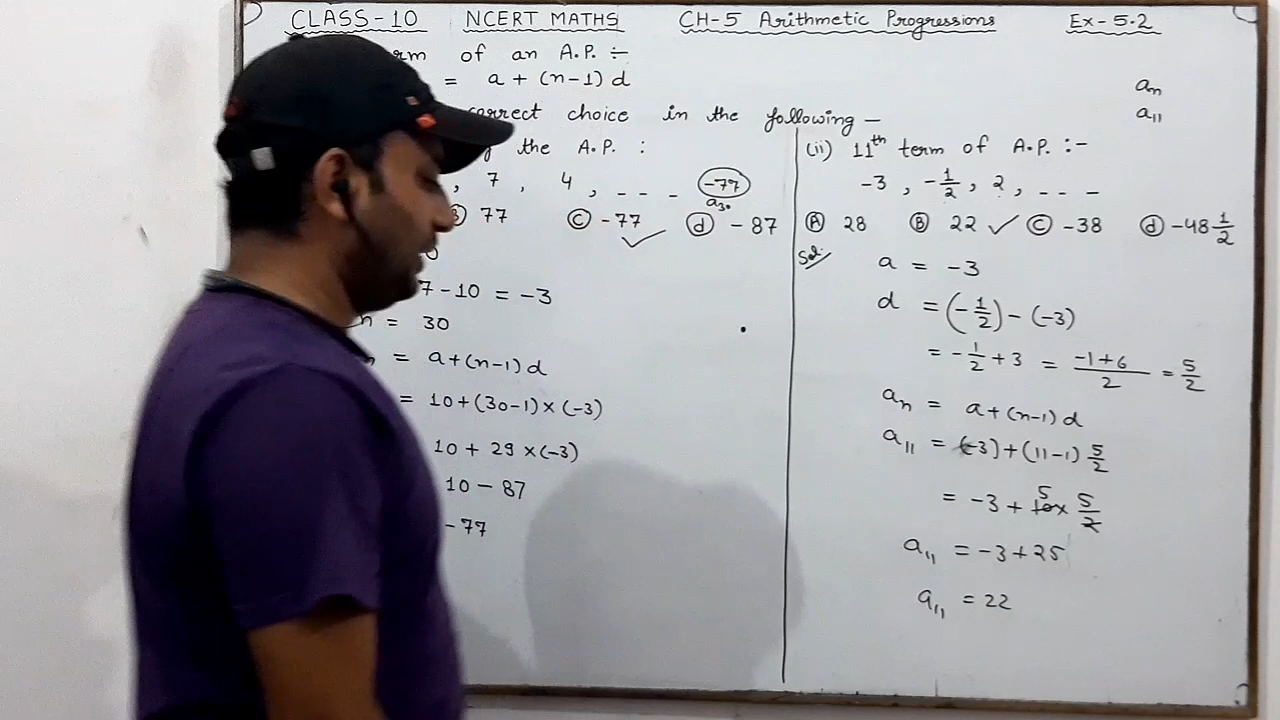 CLASS-10 NCERT MATHS CH-5 Arithmetic Progressions Ex-5.2
of an A.P. ÷
= a + (n-1) d
correct choice in the following —
the A.P. :
, 7 , 4 , - - - -77
a₃₀
77 Ⓒ -77 ✓ ⓓ -87
7-10 = -3
n = 30
= a+(n-1)d
= 10+(30-1)×(-3)
10 + 29 ×(-3)
10 - 87
-77
aₙ
a₁₁
(ii) 11ᵗʰ term of A.P. :-
-3 , -1/2 , 2 , - - -
Ⓐ 28 Ⓑ 22 ✓ Ⓒ -38 ⓓ -48 1/2
Sol:
a = -3
d = (-1/2) - (-3)
= -1/2 + 3 = (-1+6)/2 = 5/2
aₙ = a+(n-1)d
a₁₁ = (-3)+(11-1) 5/2
= -3 + 10 5 × 5/2
a₁₁ = -3+25
a₁₁ = 22